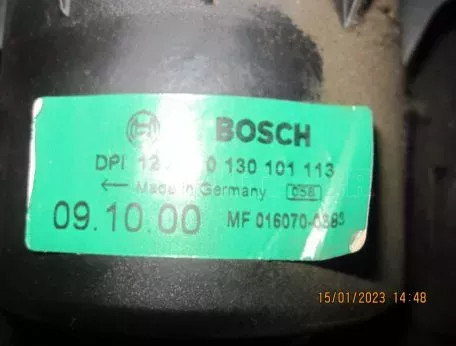 BOSCH
DPI 12 0 130 101 113
← Made in Germany 058
09.10.00 MF 016070-0383
15/01/2023 14:48